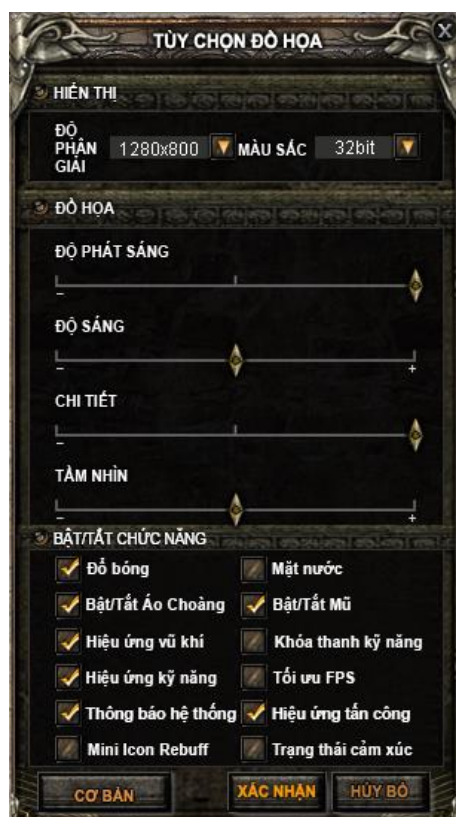 TÙY CHỌN ĐỒ HỌA
X
HIỂN THỊ
ĐỘ PHÂN GIẢI 1280x800 MÀU SẮC 32bit
ĐỒ HỌA
ĐỘ PHÁT SÁNG
-
ĐỘ SÁNG
- +
CHI TIẾT
-
TẦM NHÌN
- +
BẬT/TẮT CHỨC NĂNG
Đổ bóng Mặt nước
Bật/Tắt Áo Choàng Bật/Tắt Mũ
Hiệu ứng vũ khí Khóa thanh kỹ năng
Hiệu ứng kỹ năng Tối ưu FPS
Thông báo hệ thống Hiệu ứng tấn công
Mini Icon Rebuff Trạng thái cảm xúc
CƠ BẢN XÁC NHẬN HỦY BỎ